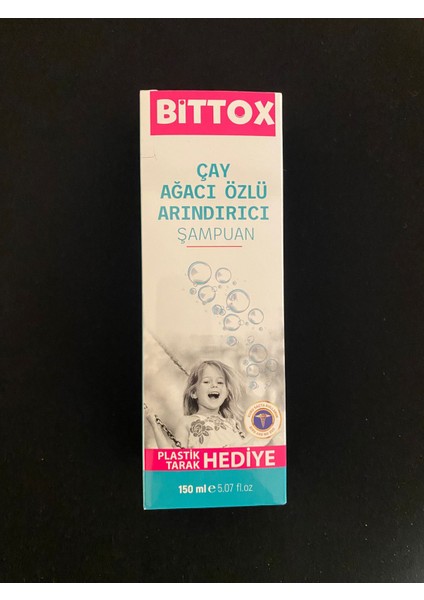 BiTTOX
ÇAY
AĞACI ÖZLÜ
ARINDIRICI
ŞAMPUAN
PLASTİK
TARAK HEDİYE
150 ml e 5.07 fl.oz